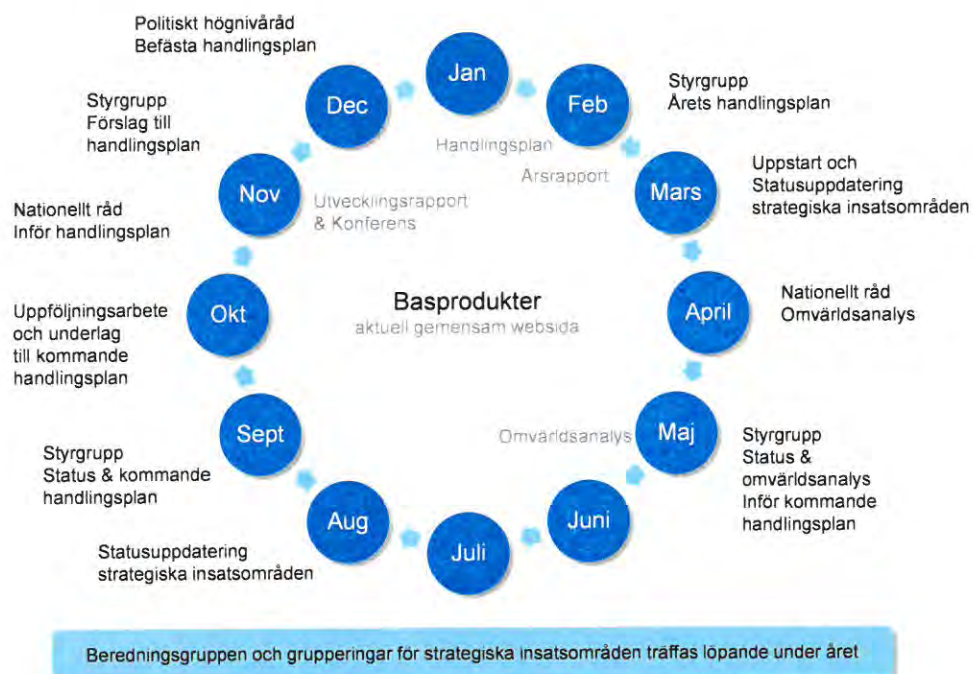 Politiskt högnivåråd
Befästa handlingsplan
Jan
Dec
Feb
Styrgrupp
Årets handlingsplan
Styrgrupp
Förslag till
handlingsplan
Handlingsplan
Årsrapport
Mars
Uppstart och
Statusuppdatering
strategiska insatsområden
Nov
Utvecklingsrapport
& Konferens
Nationellt råd
Inför handlingsplan
Okt
Basprodukter
aktuell gemensam websida
April
Nationellt råd
Omvärldsanalys
Uppföljningsarbete
och underlag
till kommande
handlingsplan
Sept
Omvärldsanalys
Maj
Styrgrupp
Status &
omvärldsanalys
Inför kommande
handlingsplan
Styrgrupp
Status & kommande
handlingsplan
Aug
Juli
Juni
Statusuppdatering
strategiska insatsområden
Beredningsgruppen och grupperingar för strategiska insatsområden träffas löpande under året